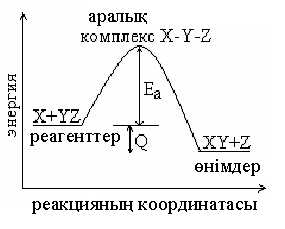 аралық
комплекс X-Y-Z
энергия
Ea
X+YZ
реагенттер
Q
XY+Z
өнімдер
реакцияның координатасы